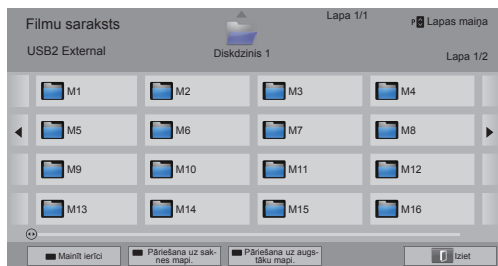 Filmu saraksts
Lapa 1/1
P Lapas maiņa
USB2 External
Diskdzinis 1
Lapa 1/2
M1
M2
M3
M4
M5
M6
M7
M8
M9
M10
M11
M12
M13
M14
M15
M16
Mainīt ierīci
Pāriešana uz sak-
nes mapi.
Pāriešana uz augs-
tāku mapi.
Iziet